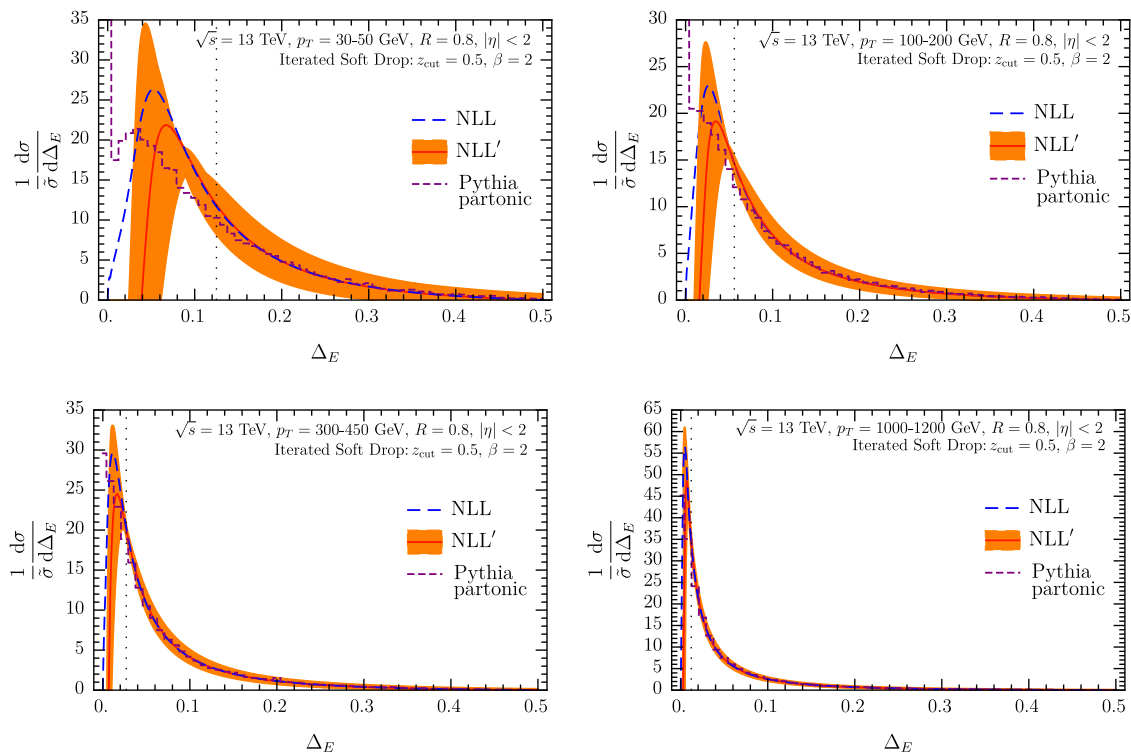 √s = 13 TeV, p_T = 30-50 GeV, R = 0.8, |η| < 2
Iterated Soft Drop: z_cut = 0.5, β = 2
NLL
NLL′
Pythia
partonic
1/σ̃ dσ/dΔ_E
35
30
25
20
15
10
5
0
0. 0.1 0.2 0.3 0.4 0.5
Δ_E
√s = 13 TeV, p_T = 100-200 GeV, R = 0.8, |η| < 2
Iterated Soft Drop: z_cut = 0.5, β = 2
NLL
NLL′
Pythia
partonic
1/σ̃ dσ/dΔ_E
30
25
20
15
10
5
0
0. 0.1 0.2 0.3 0.4 0.5
Δ_E
√s = 13 TeV, p_T = 300-450 GeV, R = 0.8, |η| < 2
Iterated Soft Drop: z_cut = 0.5, β = 2
NLL
NLL′
Pythia
partonic
1/σ̃ dσ/dΔ_E
35
30
25
20
15
10
5
0
0. 0.1 0.2 0.3 0.4 0.5
Δ_E
√s = 13 TeV, p_T = 1000-1200 GeV, R = 0.8, |η| < 2
Iterated Soft Drop: z_cut = 0.5, β = 2
NLL
NLL′
Pythia
partonic
1/σ̃ dσ/dΔ_E
65
60
55
50
45
40
35
30
25
20
15
10
5
0
0. 0.1 0.2 0.3 0.4 0.5
Δ_E